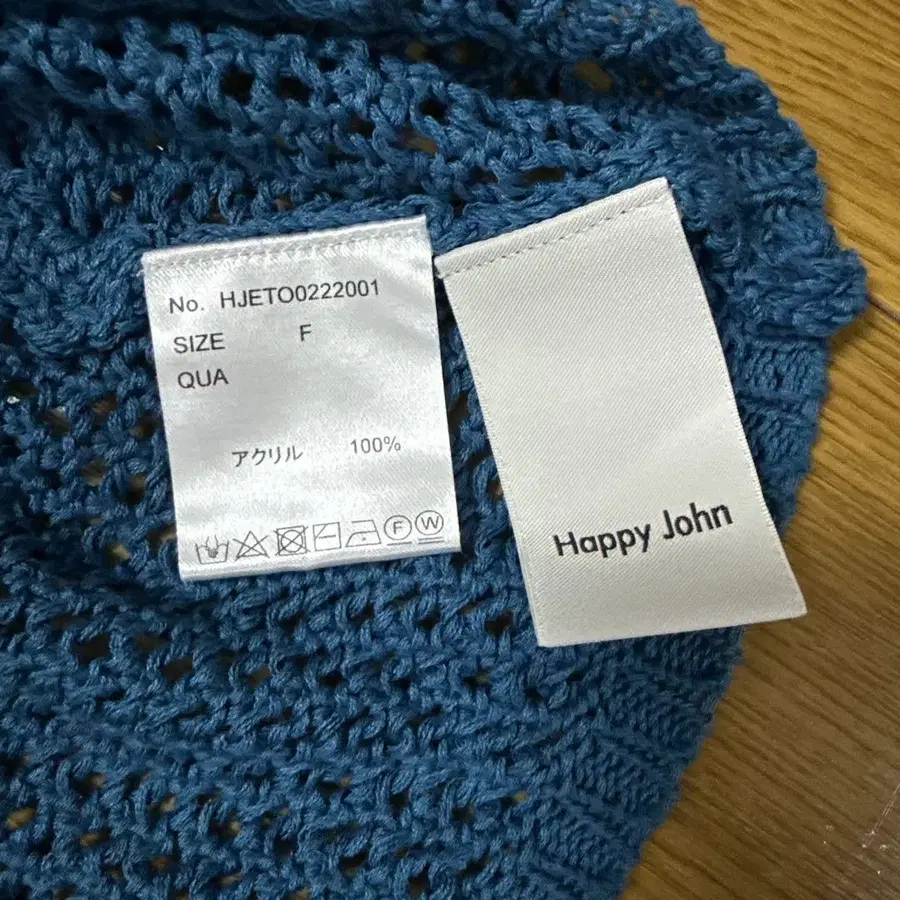 No. HJETO0222001
SIZE F
QUA
アクリル 100%
F W
Happy John